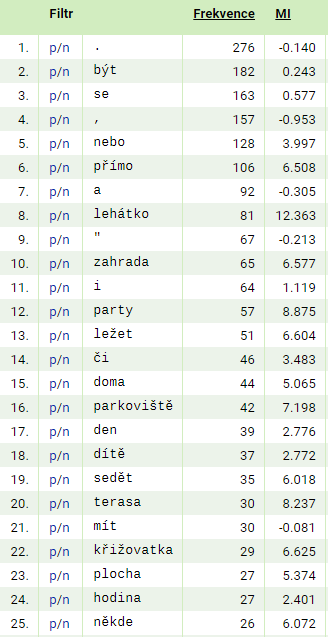 Filtr Frekvence MI
1. p/n . 276 -0.140
2. p/n být 182 0.243
3. p/n se 163 0.577
4. p/n , 157 -0.953
5. p/n nebo 128 3.997
6. p/n přímo 106 6.508
7. p/n a 92 -0.305
8. p/n lehátko 81 12.363
9. p/n " 67 -0.213
10. p/n zahrada 65 6.577
11. p/n i 64 1.119
12. p/n party 57 8.875
13. p/n ležet 51 6.604
14. p/n či 46 3.483
15. p/n doma 44 5.065
16. p/n parkoviště 42 7.198
17. p/n den 39 2.776
18. p/n dítě 37 2.772
19. p/n sedět 35 6.018
20. p/n terasa 30 8.237
21. p/n mít 30 -0.081
22. p/n křižovatka 29 6.625
23. p/n plocha 27 5.374
24. p/n hodina 27 2.401
25. p/n někde 26 6.072